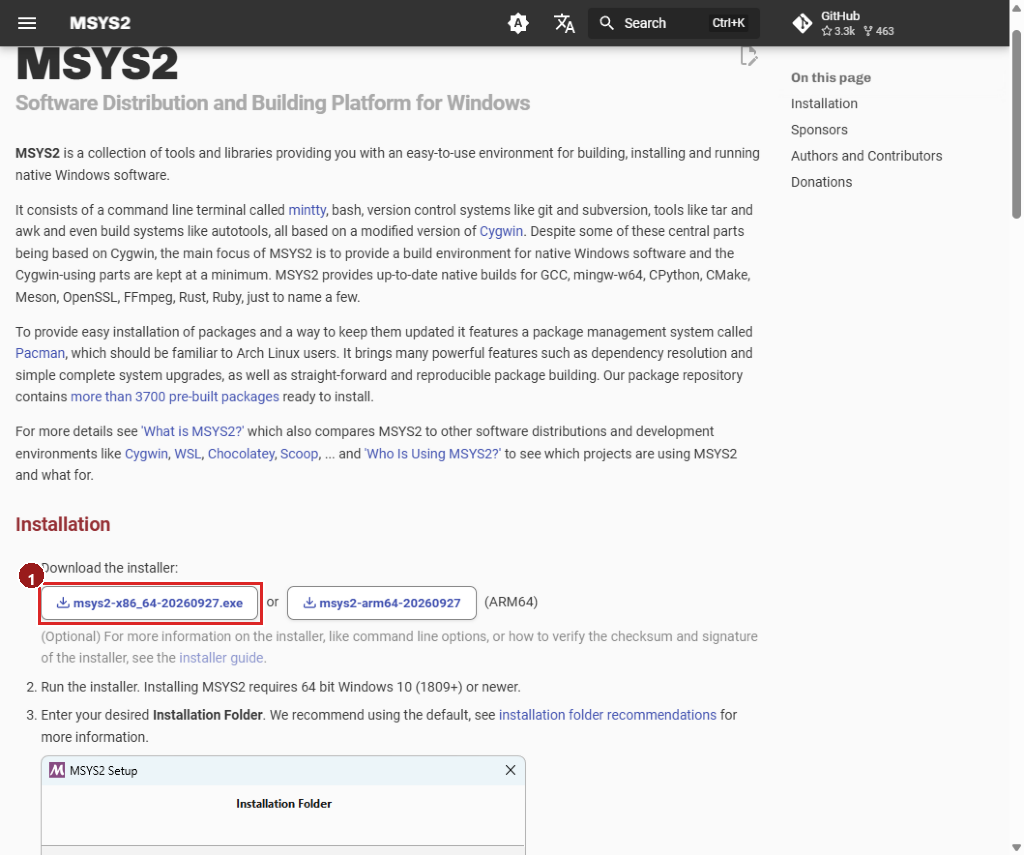 MSYS2
Search
Ctrl+K
GitHub
3.3k 463
MSYS2
Software Distribution and Building Platform for Windows
MSYS2 is a collection of tools and libraries providing you with an easy-to-use environment for building, installing and running
native Windows software.
It consists of a command line terminal called mintty, bash, version control systems like git and subversion, tools like tar and
awk and even build systems like autotools, all based on a modified version of Cygwin. Despite some of these central parts
being based on Cygwin, the main focus of MSYS2 is to provide a build environment for native Windows software and the
Cygwin-using parts are kept at a minimum. MSYS2 provides up-to-date native builds for GCC, mingw-w64, CPython, CMake,
Meson, OpenSSL, FFmpeg, Rust, Ruby, just to name a few.
To provide easy installation of packages and a way to keep them updated it features a package management system called
Pacman, which should be familiar to Arch Linux users. It brings many powerful features such as dependency resolution and
simple complete system upgrades, as well as straight-forward and reproducible package building. Our package repository
contains more than 3700 pre-built packages ready to install.
For more details see 'What is MSYS2?' which also compares MSYS2 to other software distributions and development
environments like Cygwin, WSL, Chocolatey, Scoop, ... and 'Who Is Using MSYS2?' to see which projects are using MSYS2
and what for.
Installation
1
Download the installer:
msys2-x86_64-20260927.exe or msys2-arm64-20260927 (ARM64)
(Optional) For more information on the installer, like command line options, or how to verify the checksum and signature
of the installer, see the installer guide.
2. Run the installer. Installing MSYS2 requires 64 bit Windows 10 (1809+) or newer.
3. Enter your desired Installation Folder. We recommend using the default, see installation folder recommendations for
more information.
MSYS2 Setup
Installation Folder
On this page
Installation
Sponsors
Authors and Contributors
Donations